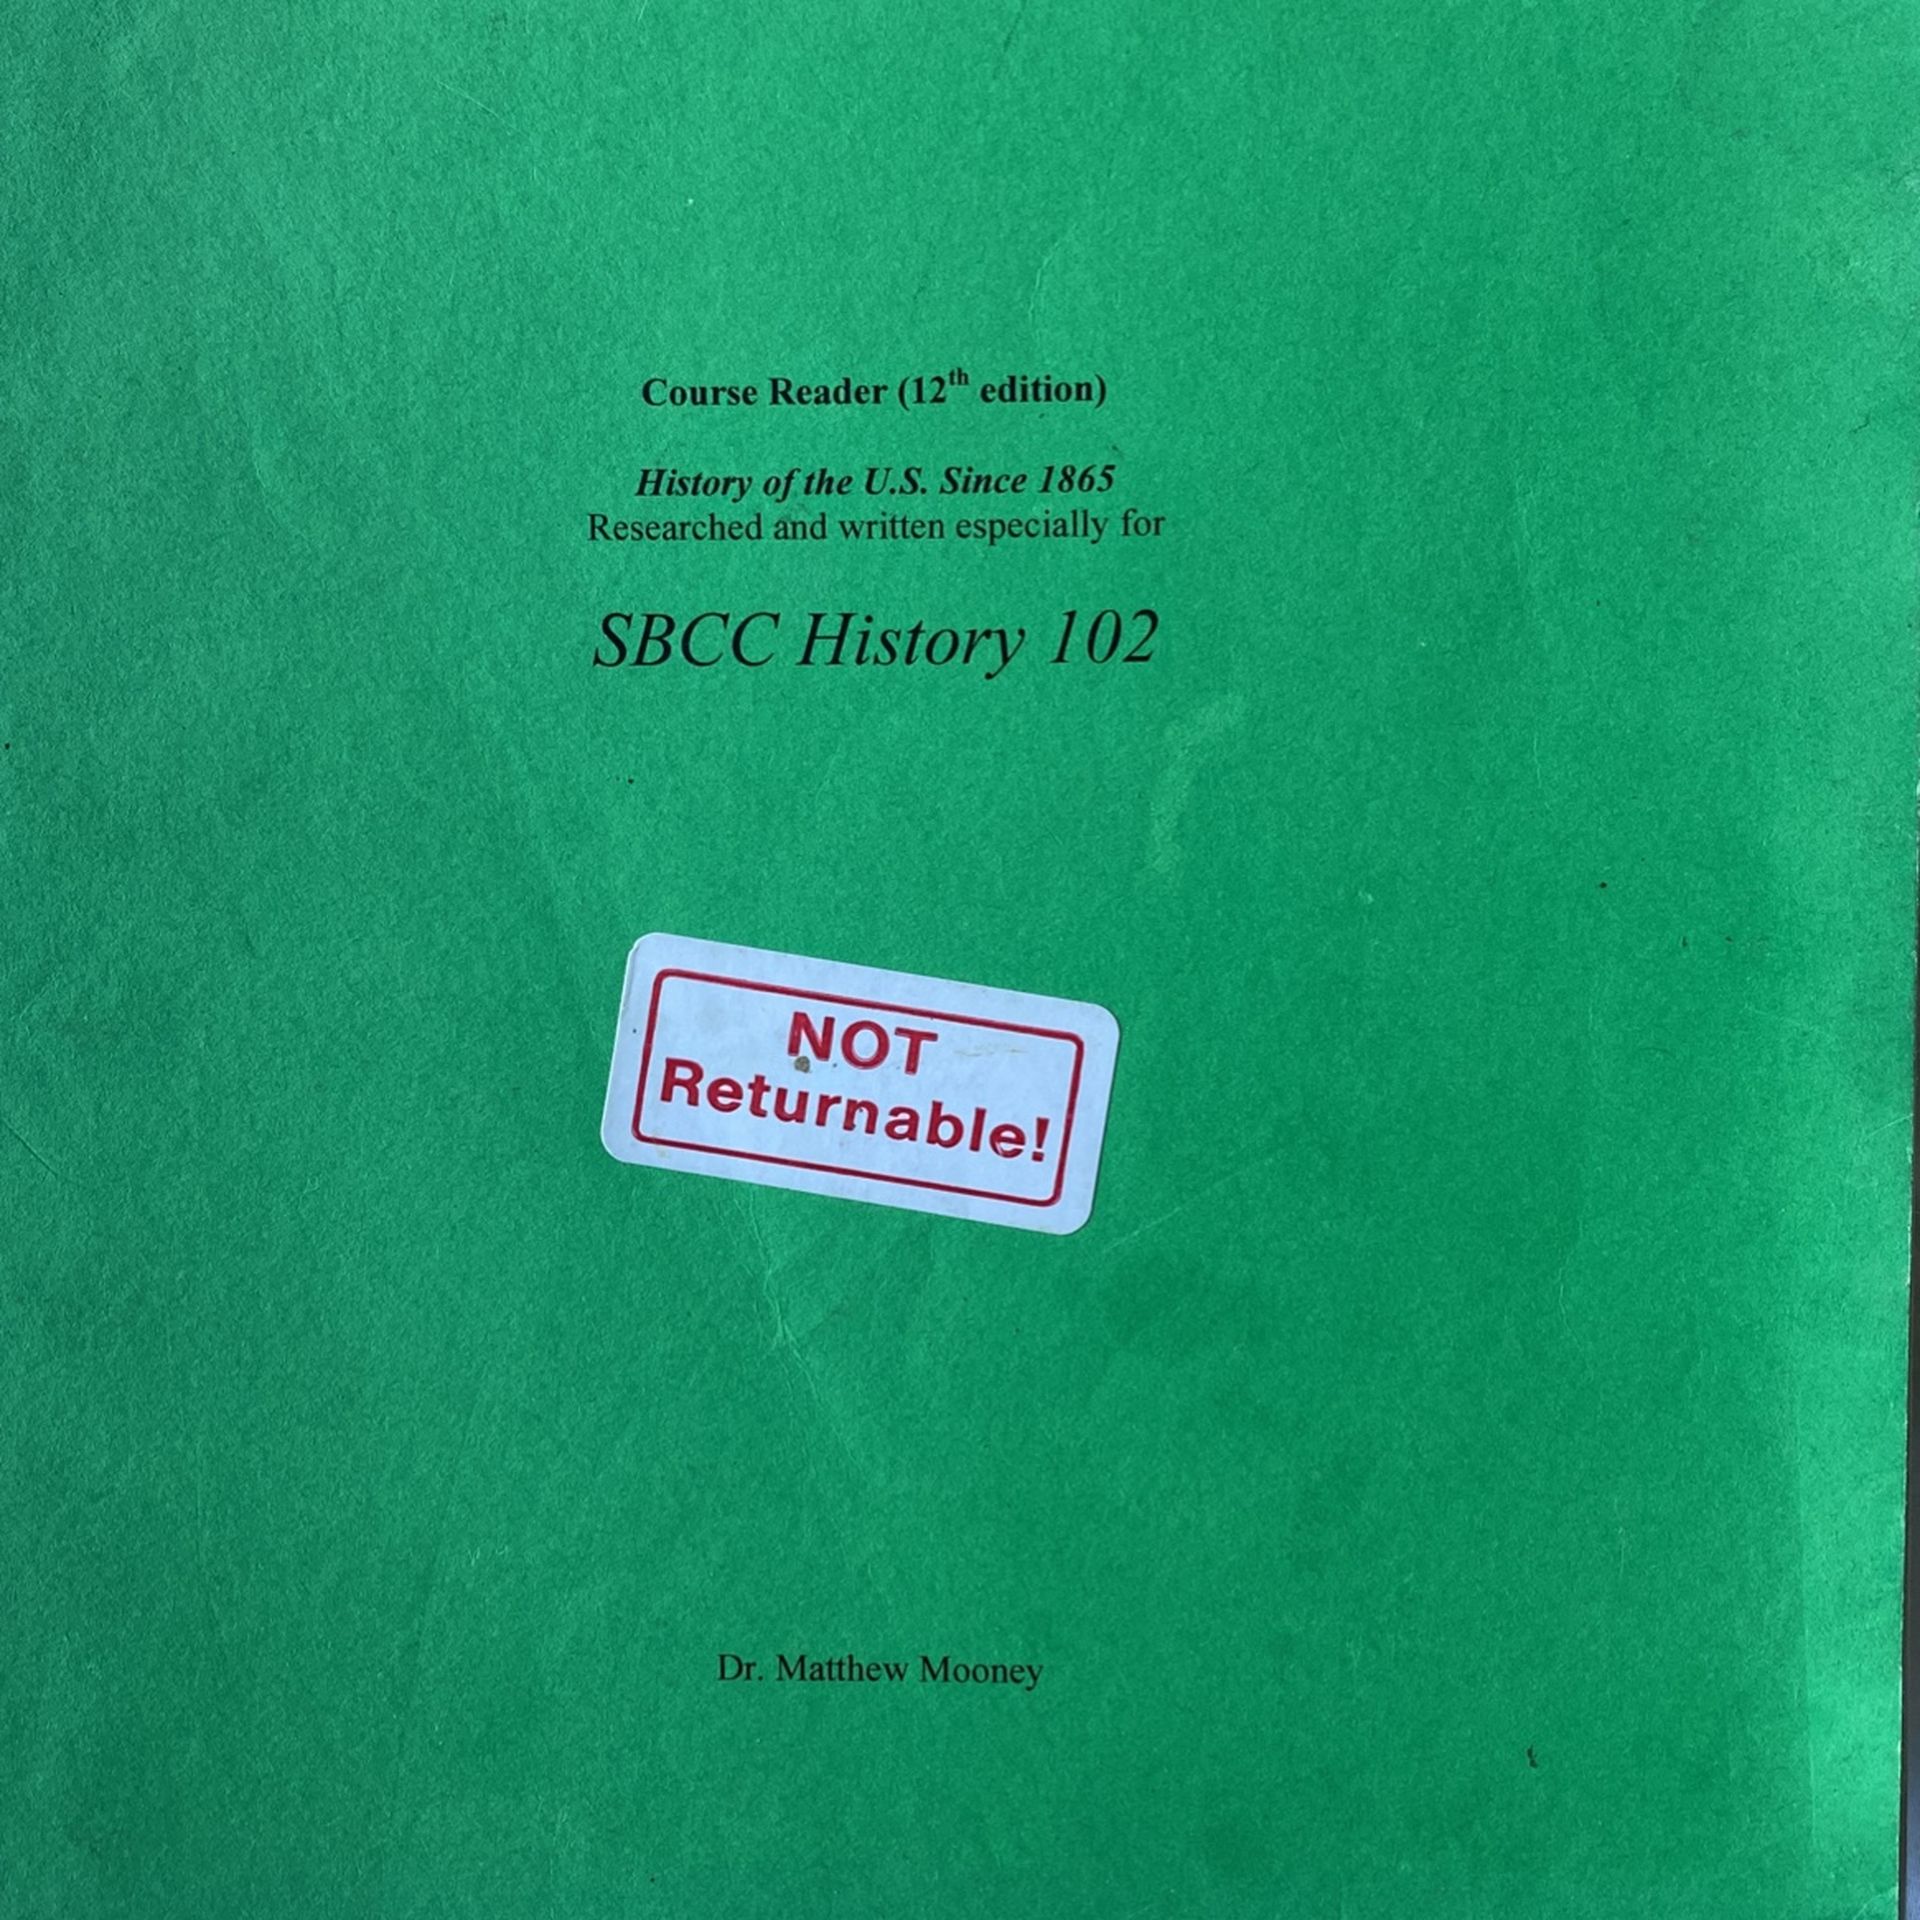 Course Reader (12th edition)
History of the U.S. Since 1865
Researched and written especially for
SBCC History 102
NOT
Returnable!
Dr. Matthew Mooney